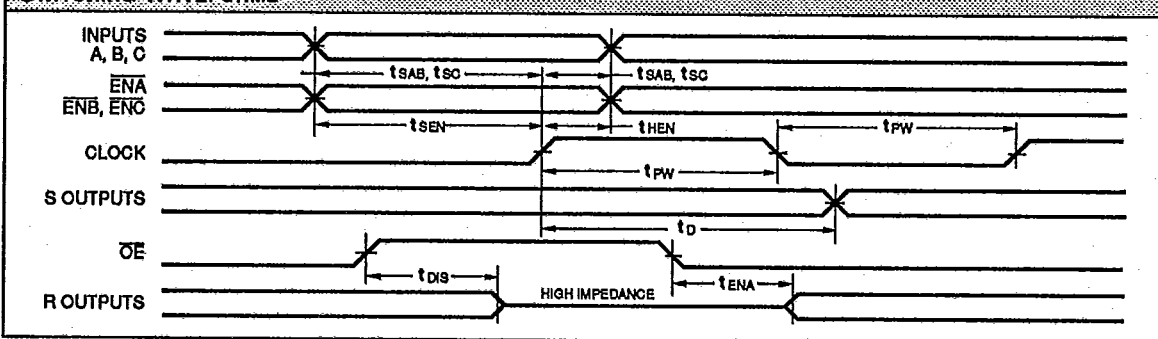 INPUTS
A, B, C
tSAB, tSC
tSAB, tSC
ENA
ENB, ENC
tSEN
tHEN
tPW
CLOCK
tPW
S OUTPUTS
tD
OE
tDIS
tENA
R OUTPUTS
HIGH IMPEDANCE